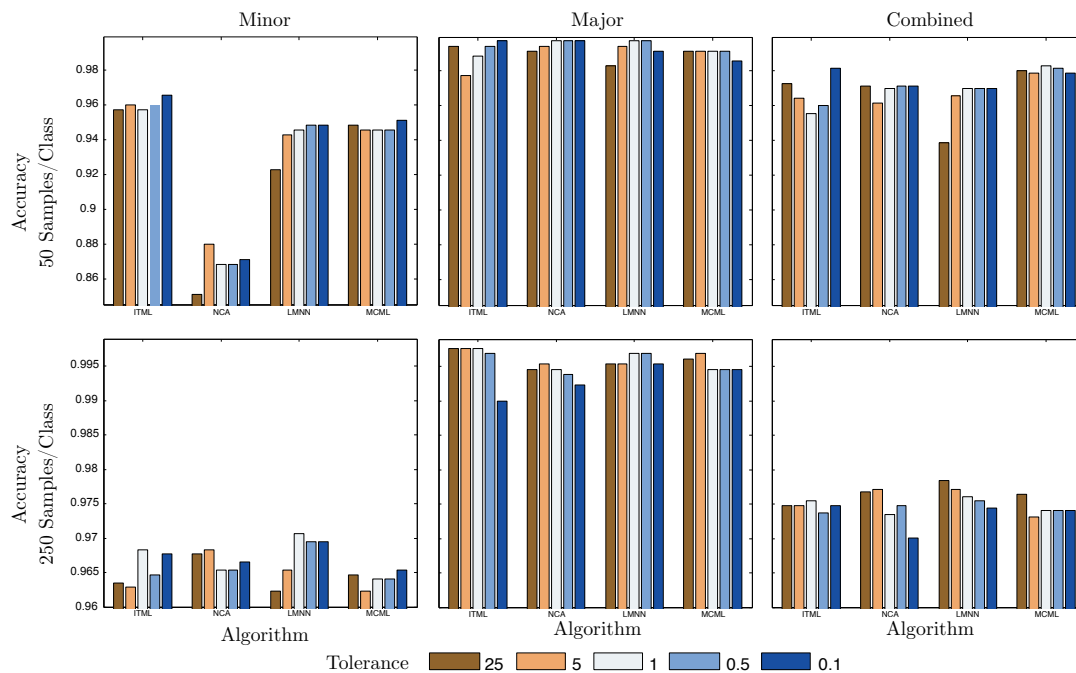 Minor
Major
Combined
Accuracy
50 Samples/Class
0.98
0.96
0.94
0.92
0.9
0.88
0.86
ITML
NCA
LMNN
MCML
ITML
NCA
LMNN
MCML
ITML
NCA
LMNN
MCML
Accuracy
250 Samples/Class
0.995
0.99
0.985
0.98
0.975
0.97
0.965
0.96
ITML
NCA
LMNN
MCML
ITML
NCA
LMNN
MCML
ITML
NCA
LMNN
MCML
Algorithm
Algorithm
Algorithm
Tolerance 25 5 1 0.5 0.1